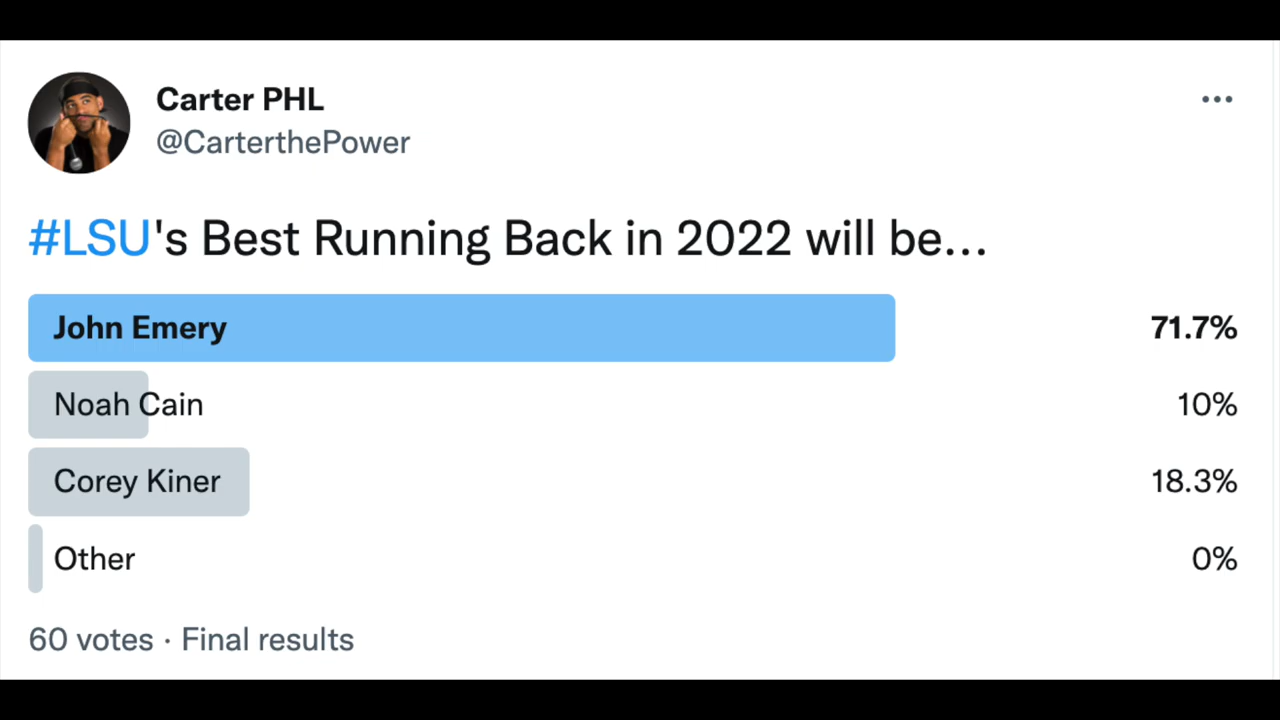 Carter PHL
@CarterthePower
#LSU's Best Running Back in 2022 will be...
John Emery 71.7%
Noah Cain 10%
Corey Kiner 18.3%
Other 0%
60 votes · Final results